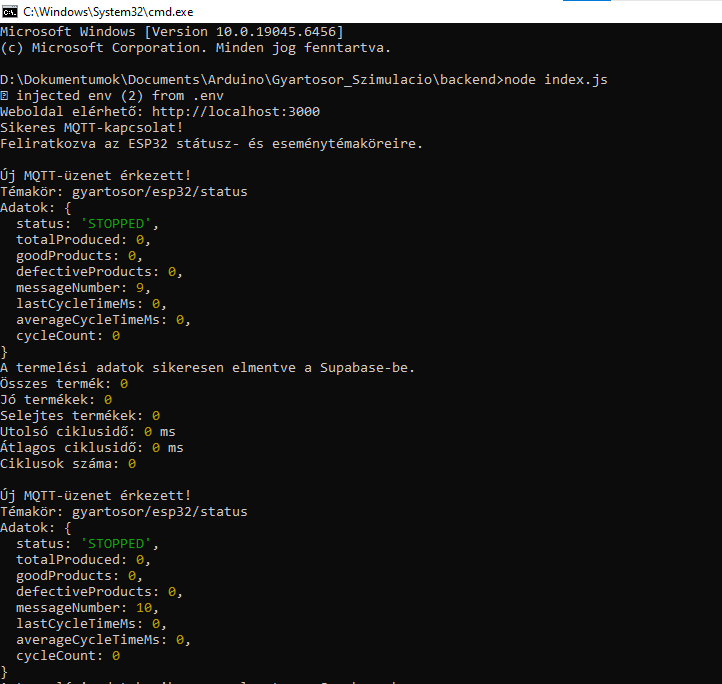 C:\Windows\System32\cmd.exe
Microsoft Windows [Version 10.0.19045.6456]
(c) Microsoft Corporation. Minden jog fenntartva.
D:\Dokumentumok\Documents\Arduino\Gyartosor_Szimulacio\backend>node index.js
injected env (2) from .env
Weboldal elérhető: http://localhost:3000
Sikeres MQTT-kapcsolat!
Feliratkozva az ESP32 státusz- és eseménytémaköreire.
Új MQTT-üzenet érkezett!
Témakör: gyartosor/esp32/status
Adatok: {
  status: 'STOPPED',
  totalProduced: 0,
  goodProducts: 0,
  defectiveProducts: 0,
  messageNumber: 9,
  lastCycleTimeMs: 0,
  averageCycleTimeMs: 0,
  cycleCount: 0
}
A termelési adatok sikeresen elmentve a Supabase-be.
Összes termék: 0
Jó termékek: 0
Selejtes termékek: 0
Utolsó ciklusidő: 0 ms
Átlagos ciklusidő: 0 ms
Ciklusok száma: 0
Új MQTT-üzenet érkezett!
Témakör: gyartosor/esp32/status
Adatok: {
  status: 'STOPPED',
  totalProduced: 0,
  goodProducts: 0,
  defectiveProducts: 0,
  messageNumber: 10,
  lastCycleTimeMs: 0,
  averageCycleTimeMs: 0,
  cycleCount: 0
}